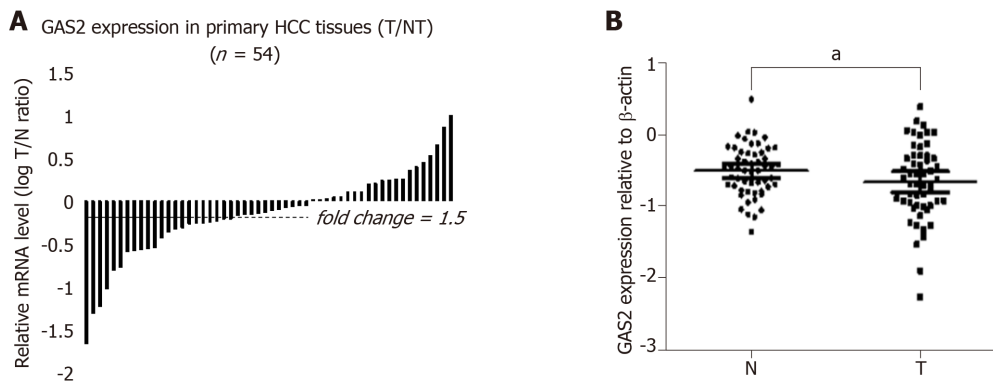 A
GAS2 expression in primary HCC tissues (T/NT)
(n = 54)
Relative mRNA level (log T/N ratio)
1.5
1
0.5
0
-0.5
-1
-1.5
-2
fold change = 1.5
B
GAS2 expression relative to β-actin
1
0
-1
-2
-3
a
N
T